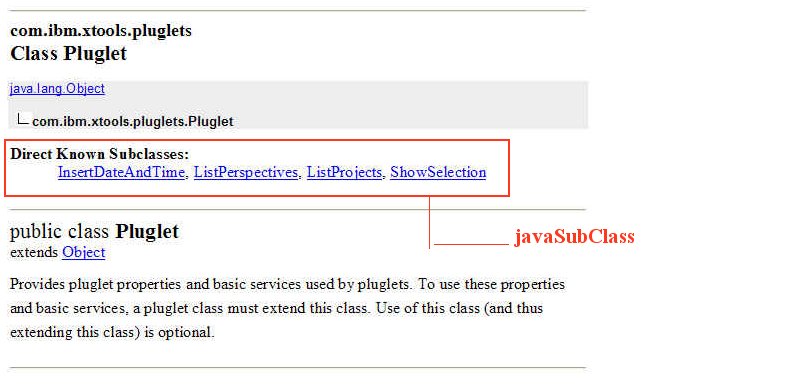 com.ibm.xtools.pluglets
Class Pluglet
java.lang.Object
com.ibm.xtools.pluglets.Pluglet
Direct Known Subclasses:
InsertDateAndTime, ListPerspectives, ListProjects, ShowSelection
public class Pluglet
extends Object
javaSubClass
Provides pluglet properties and basic services used by pluglets. To use these properties
and basic services, a pluglet class must extend this class. Use of this class (and thus
extending this class) is optional.